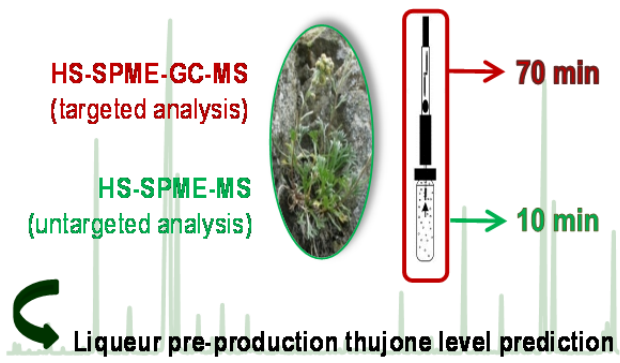 HS-SPME-GC-MS
(targeted analysis)
70 min
HS-SPME-MS
(untargeted analysis)
10 min
Liqueur pre-production thujone level prediction